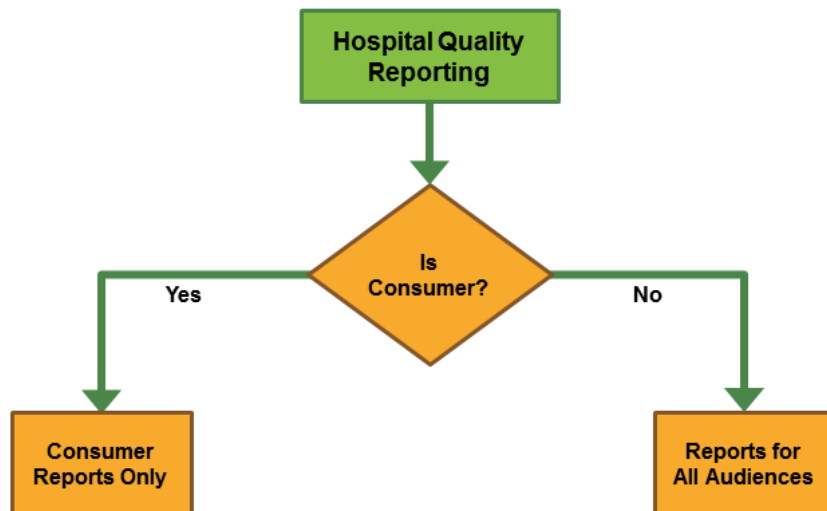 Hospital Quality
Reporting
Is
Consumer?
Yes
No
Consumer
Reports Only
Reports for
All Audiences